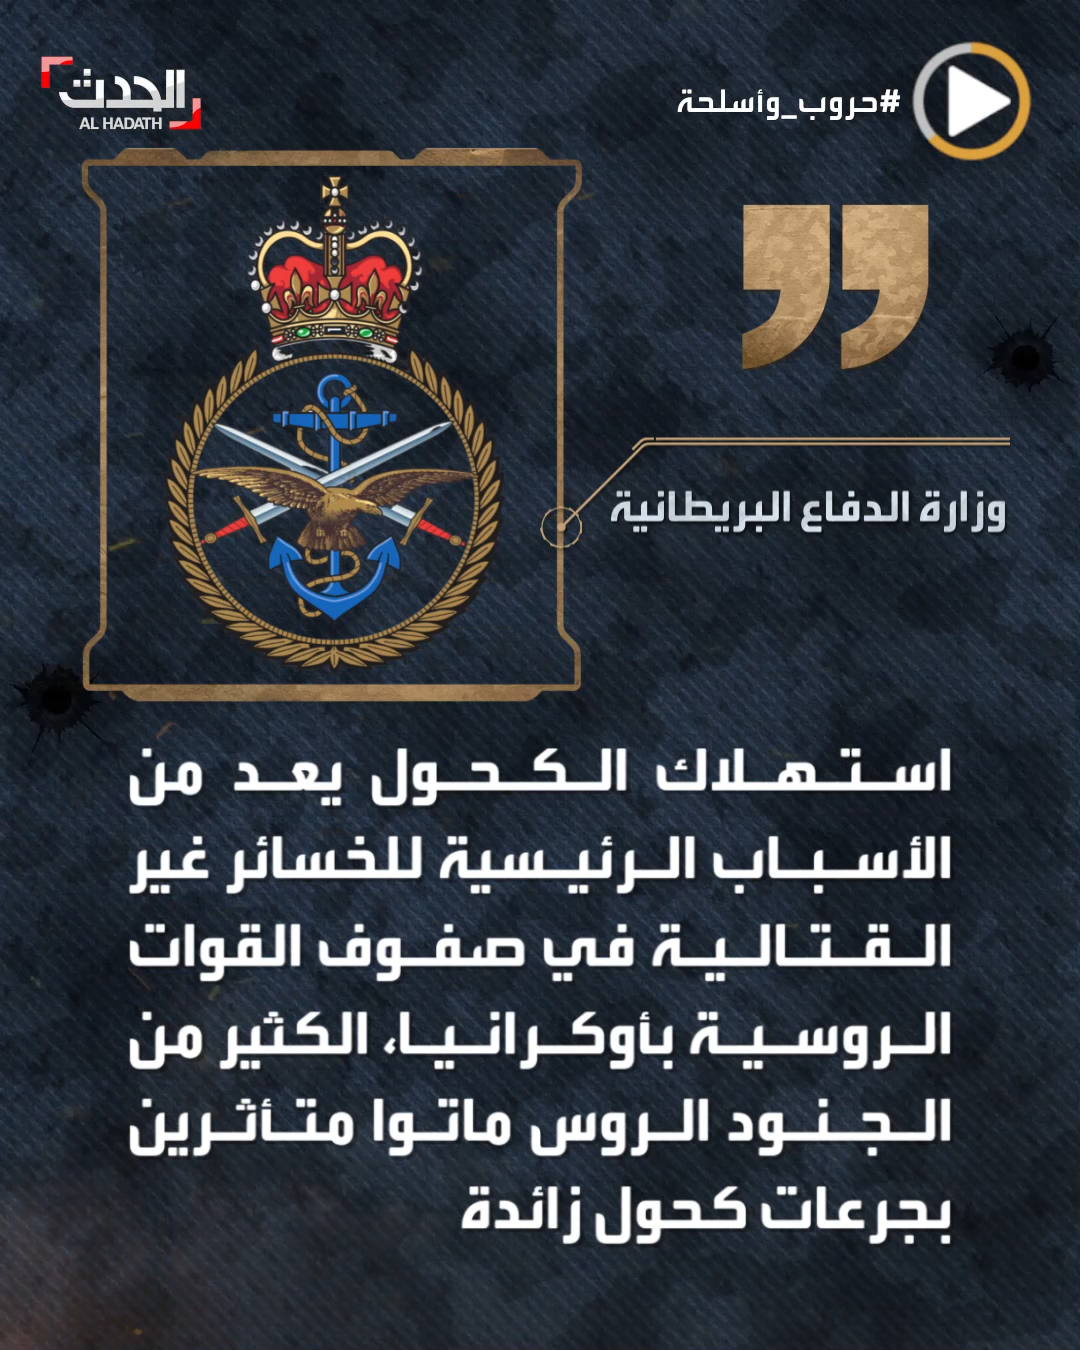 الحدث
AL HADATH
#حروب_وأسلحة
وزارة الدفاع البريطانية
استهلاك الكحول يعد من
الأسباب الرئيسية للخسائر غير
القتالية في صفوف القوات
الروسية بأوكرانيا، الكثير من
الجنود الروس ماتوا متأثرين
بجرعات كحول زائدة